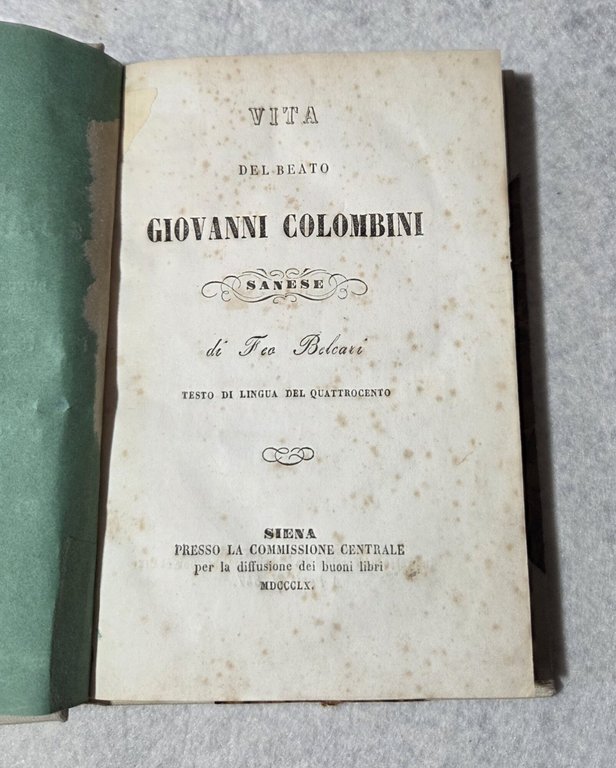 VITA
DEL BEATO
GIOVANNI COLOMBINI
SANESE
di Feo Belcari
TESTO DI LINGUA DEL QUATTROCENTO
SIENA
PRESSO LA COMMISSIONE CENTRALE
per la diffusione dei buoni libri
MDCCCLX.